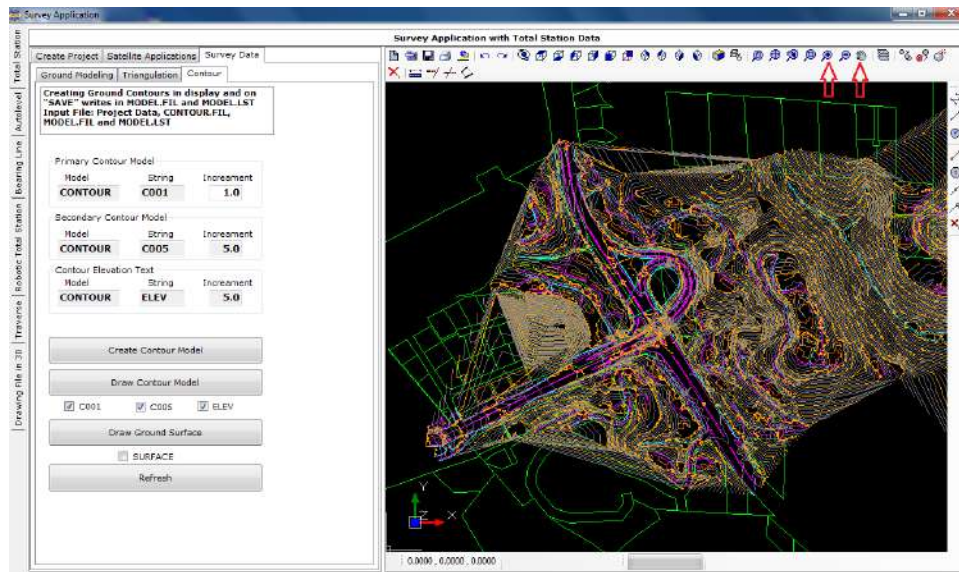 Survey Application
Survey Application with Total Station Data
Total Station
Autolevel
Bearing Line
Robotic Total Station
Traverse
Drawing File in 3D
Create Project
Satellite Applications
Survey Data
Ground Modeling
Triangulation
Contour
Creating Ground Contours in display and on
"SAVE" writes in MODEL.FIL and MODEL.LST
Input File: Project Data, CONTOUR.FIL,
MODEL.FIL and MODEL.LST
Primary Contour Model
Model String Increament
CONTOUR C001 1.0
Secondary Contour Model
Model String Increament
CONTOUR C005 5.0
Contour Elevation Text
Model String Increament
CONTOUR ELEV 5.0
Create Contour Model
Draw Contour Model
C001 C005 ELEV
Draw Ground Surface
SURFACE
Refresh
Y
Z X
0.0000 , 0.0000 , 0.0000